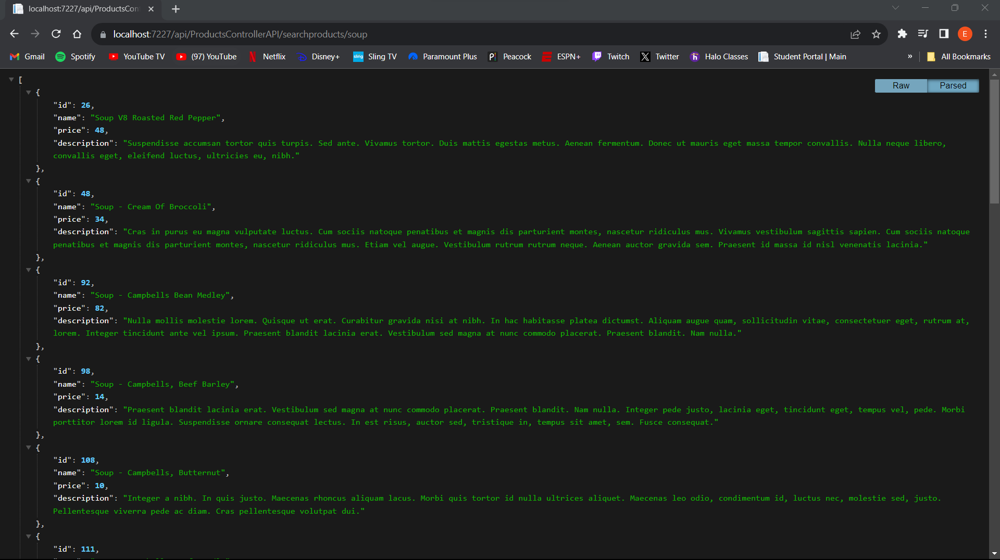 localhost:7227/api/ProductsCon
localhost:7227/api/ProductsControllerAPI/searchproducts/soup
E
Gmail Spotify YouTube TV (97) YouTube Netflix Disney+ sling Sling TV Paramount Plus Peacock ESPN+ Twitch X Twitter h Halo Classes Student Portal | Main » All Bookmarks
Raw Parsed
[
{
"id": 26,
"name": "Soup V8 Roasted Red Pepper",
"price": 48,
"description": "Suspendisse accumsan tortor quis turpis. Sed ante. Vivamus tortor. Duis mattis egestas metus. Aenean fermentum. Donec ut mauris eget massa tempor convallis. Nulla neque libero,
convallis eget, eleifend luctus, ultricies eu, nibh."
},
{
"id": 48,
"name": "Soup - Cream Of Broccoli",
"price": 34,
"description": "Cras in purus eu magna vulputate luctus. Cum sociis natoque penatibus et magnis dis parturient montes, nascetur ridiculus mus. Vivamus vestibulum sagittis sapien. Cum sociis natoque
penatibus et magnis dis parturient montes, nascetur ridiculus mus. Etiam vel augue. Vestibulum rutrum rutrum neque. Aenean auctor gravida sem. Praesent id massa id nisl venenatis lacinia."
},
{
"id": 92,
"name": "Soup - Campbells Bean Medley",
"price": 82,
"description": "Nulla mollis molestie lorem. Quisque ut erat. Curabitur gravida nisi at nibh. In hac habitasse platea dictumst. Aliquam augue quam, sollicitudin vitae, consectetuer eget, rutrum at,
lorem. Integer tincidunt ante vel ipsum. Praesent blandit lacinia erat. Vestibulum sed magna at nunc commodo placerat. Praesent blandit. Nam nulla."
},
{
"id": 98,
"name": "Soup - Campbells, Beef Barley",
"price": 14,
"description": "Praesent blandit lacinia erat. Vestibulum sed magna at nunc commodo placerat. Praesent blandit. Nam nulla. Integer pede justo, lacinia eget, tincidunt eget, tempus vel, pede. Morbi
porttitor lorem id ligula. Suspendisse ornare consequat lectus. In est risus, auctor sed, tristique in, tempus sit amet, sem. Fusce consequat."
},
{
"id": 108,
"name": "Soup - Campbells, Butternut",
"price": 10,
"description": "Integer a nibh. In quis justo. Maecenas rhoncus aliquam lacus. Morbi quis tortor id nulla ultrices aliquet. Maecenas leo odio, condimentum id, luctus nec, molestie sed, justo.
Pellentesque viverra pede ac diam. Cras pellentesque volutpat dui."
},
{
"id": 111,